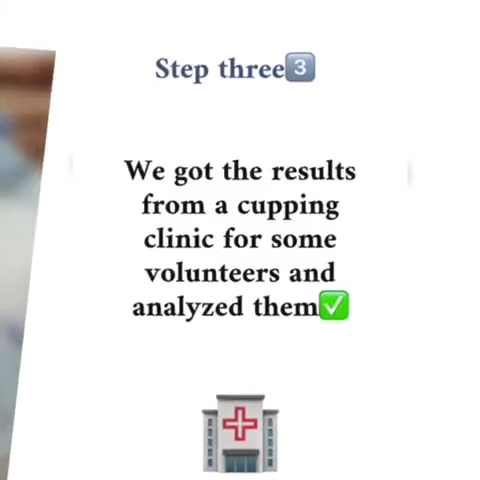 Step three3️⃣
We got the results
from a cupping
clinic for some
volunteers and
analyzed them✅